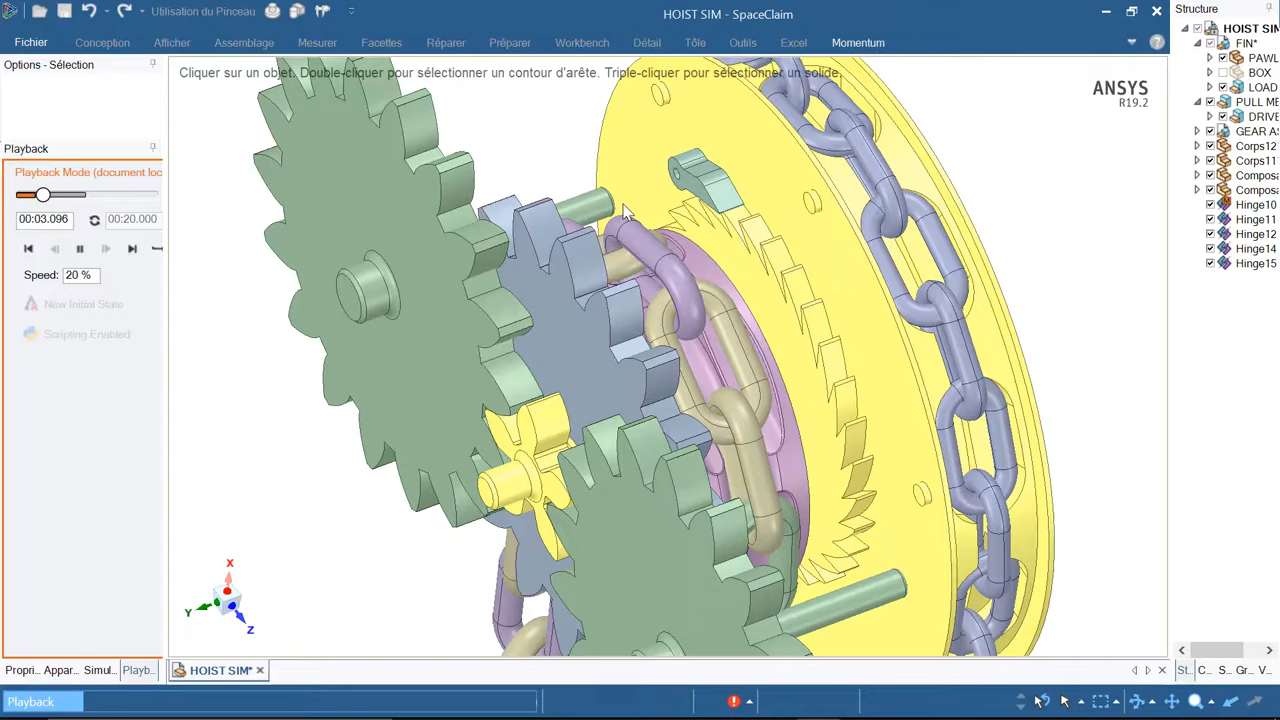 Utilisation du Pinceau
HOIST SIM - SpaceClaim
Structure
Fichier
Conception
Afficher
Assemblage
Mesurer
Facettes
Réparer
Préparer
Workbench
Détail
Tôle
Outils
Excel
Momentum
Options - Sélection
Cliquer sur un objet. Double-cliquer pour sélectionner un contour d'arête. Triple-cliquer pour sélectionner un solide.
ANSYS
R19.2
HOIST SIM
FIN*
PAWL
BOX
LOAD
PULL ME
DRIVE
GEAR AS
Corps12
Corps11
Compos
Compos
Hinge10
Hinge11
Hinge12
Hinge14
Hinge15
Playback
Playback Mode (document loc
00:03.096
00:20.000
Speed: 20 %
New Initial State
Scripting Enabled
X
Y
Z
Propri...
Appar...
Simul...
Playb...
HOIST SIM*
St...
C...
S...
Gr...
V...
Playback